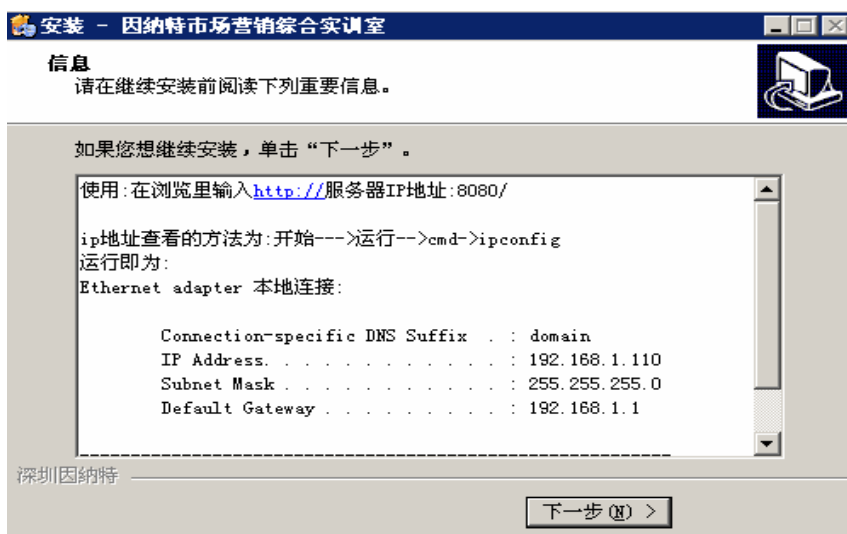 安装 - 因纳特市场营销综合实训室
信息
请在继续安装前阅读下列重要信息。
如果您想继续安装，单击“下一步”。
使用:在浏览里输入http://服务器IP地址:8080/
ip地址查看的方法为:开始--->运行-->cmd->ipconfig
运行即为:
Ethernet adapter 本地连接:
Connection-specific DNS Suffix . : domain
IP Address. . . . . . . . . . . . : 192.168.1.110
Subnet Mask . . . . . . . . . . . : 255.255.255.0
Default Gateway . . . . . . . . . : 192.168.1.1
深圳因纳特
下一步(N) >